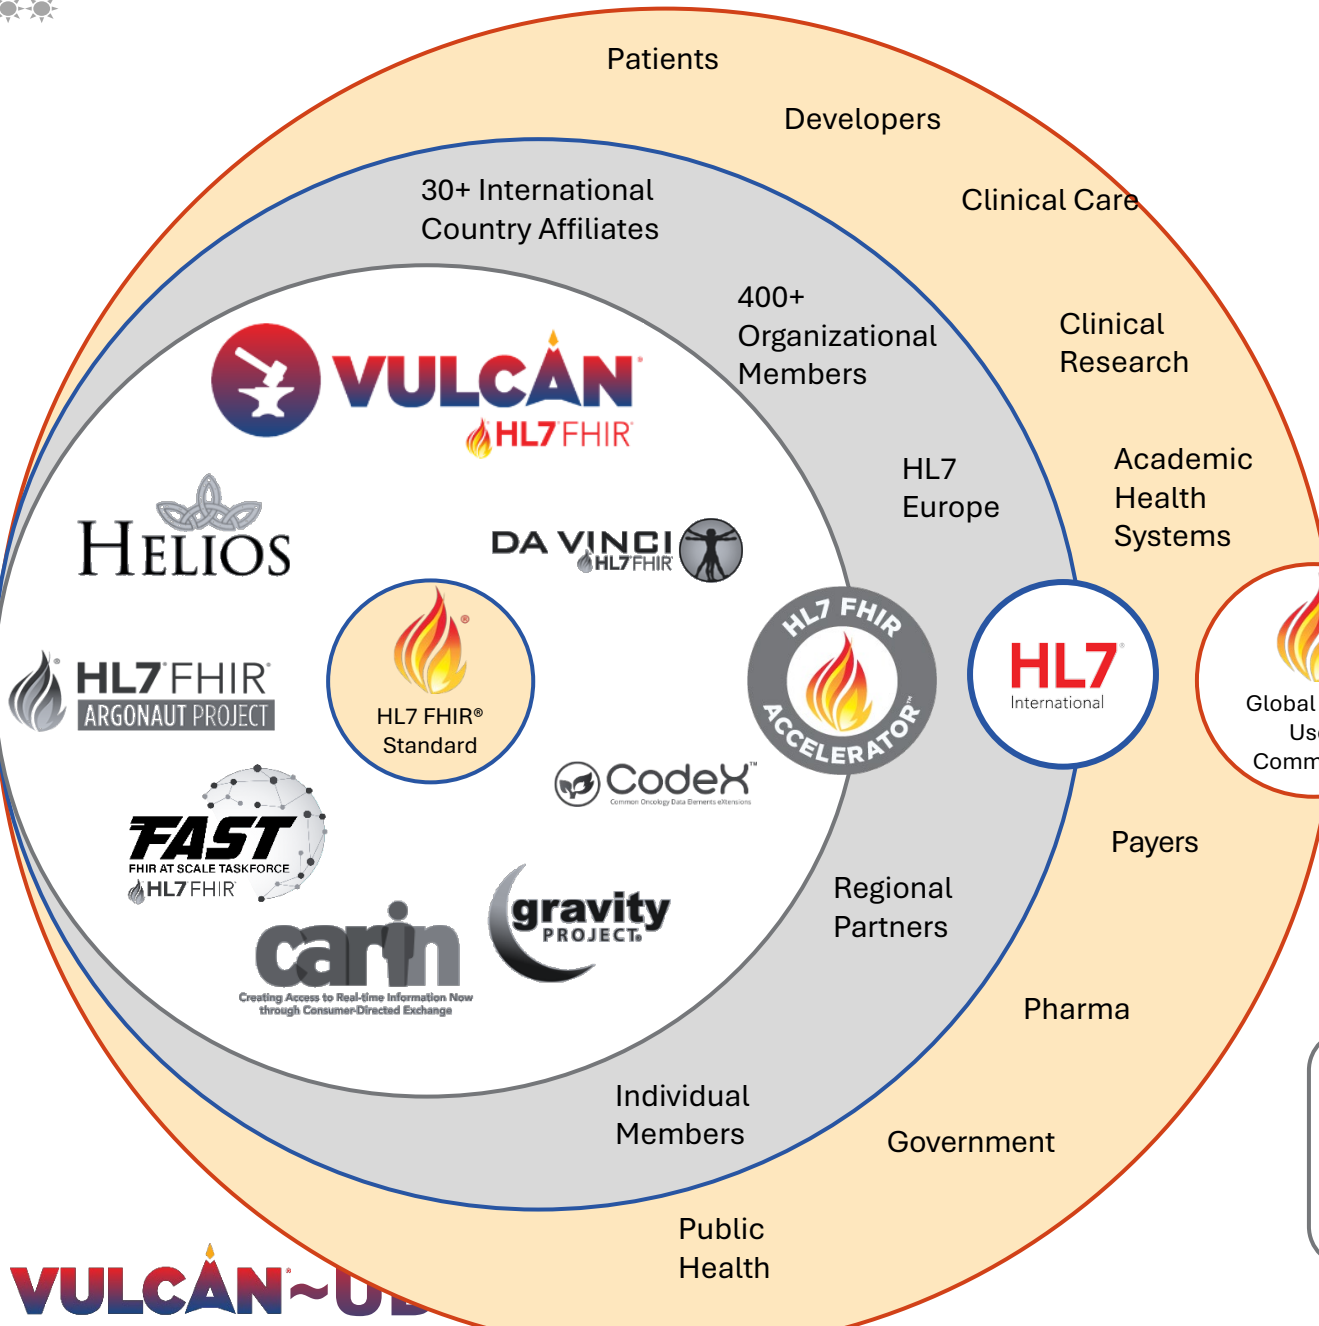 Patients
Developers
Clinical Care
30+ International
Country Affiliates
400+
Organizational
Members
Clinical
Research
VULCAN
HL7 FHIR®
HL7
Europe
Academic
Health
Systems
HELIOS
DA VINCI
HL7 FHIR®
HL7 FHIR
ACCELERATOR™
HL7 FHIR®
ARGONAUT PROJECT
®
HL7 FHIR®
Standard
HL7®
International
Global
CodeX™
Common Oncology Data Elements eXtensions
FAST
FHIR AT SCALE TASKFORCE
HL7 FHIR®
Payers
gravity
PROJECT®
Regional
Partners
carin
Creating Access to Real-time Information Now
through Consumer-Directed Exchange
Pharma
Individual
Members
Government
Public
Health
VULCAN~